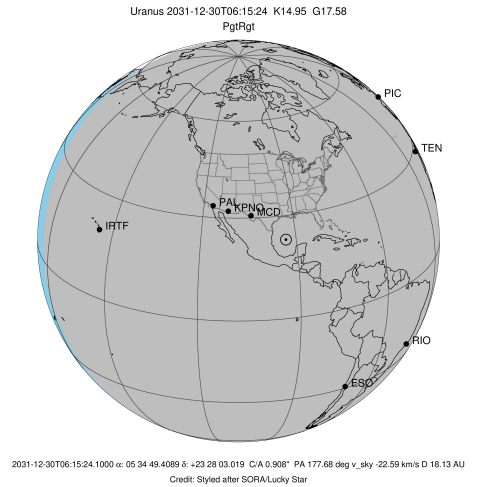 Uranus 2031-12-30T06:15:24 K14.95 G17.58
PgtRgt
PIC
TEN
PAL
KPNO
MCD
IRTF
RIO
ESO
2031-12-30T06:15:24.1000 α: 05 34 49.4089 δ: +23 28 03.019 C/A 0.908" PA 177.68 deg v_sky -22.59 km/s D 18.13 AU
Credit: Styled after SORA/Lucky Star